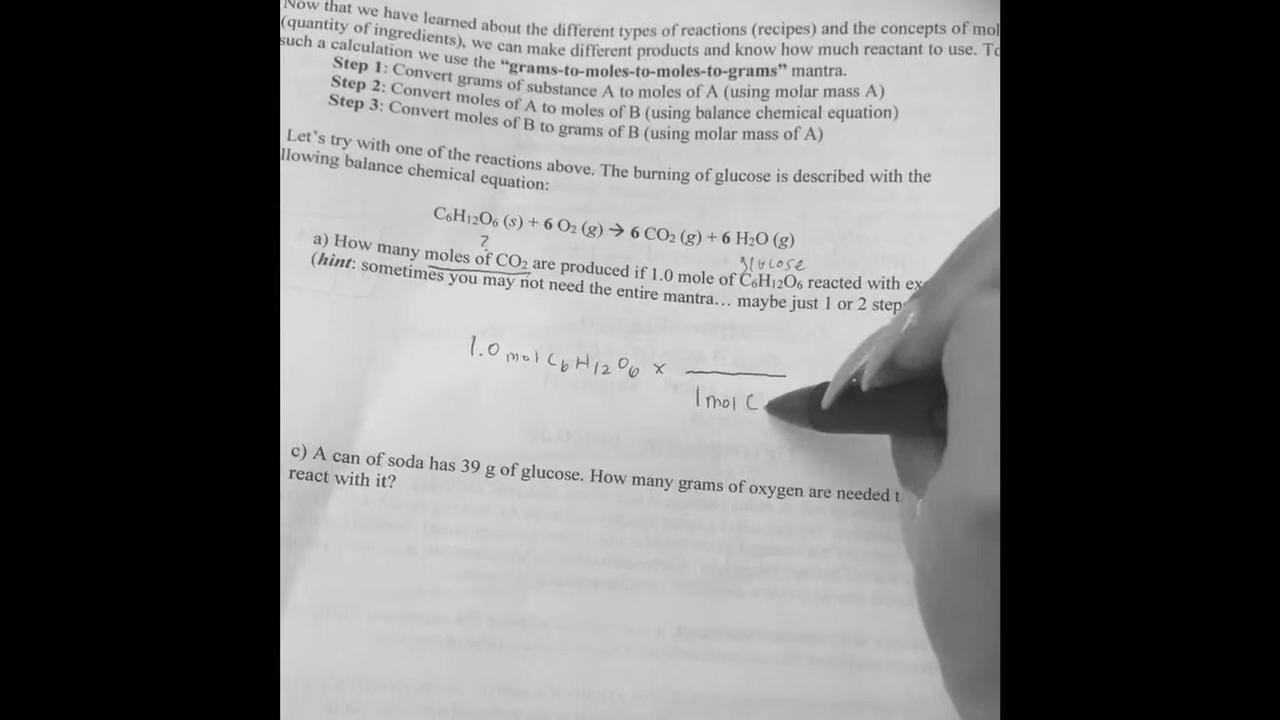 Now that we have learned about the different types of reactions (recipes) and the concepts of mol
(quantity of ingredients), we can make different products and know how much reactant to use. To
such a calculation we use the “grams-to-moles-to-moles-to-grams” mantra.
Step 1: Convert grams of substance A to moles of A (using molar mass A)
Step 2: Convert moles of A to moles of B (using balance chemical equation)
Step 3: Convert moles of B to grams of B (using molar mass of A)
Let’s try with one of the reactions above. The burning of glucose is described with the
llowing balance chemical equation:
C₆H₁₂O₆ (s) + 6 O₂ (g) → 6 CO₂ (g) + 6 H₂O (g)
? glucose
a) How many moles of CO₂ are produced if 1.0 mole of C₆H₁₂O₆ reacted with ex
(hint: sometimes you may not need the entire mantra… maybe just 1 or 2 step
1.0 mol C₆H₁₂O₆ ×
1 mol C
c) A can of soda has 39 g of glucose. How many grams of oxygen are needed t
react with it?